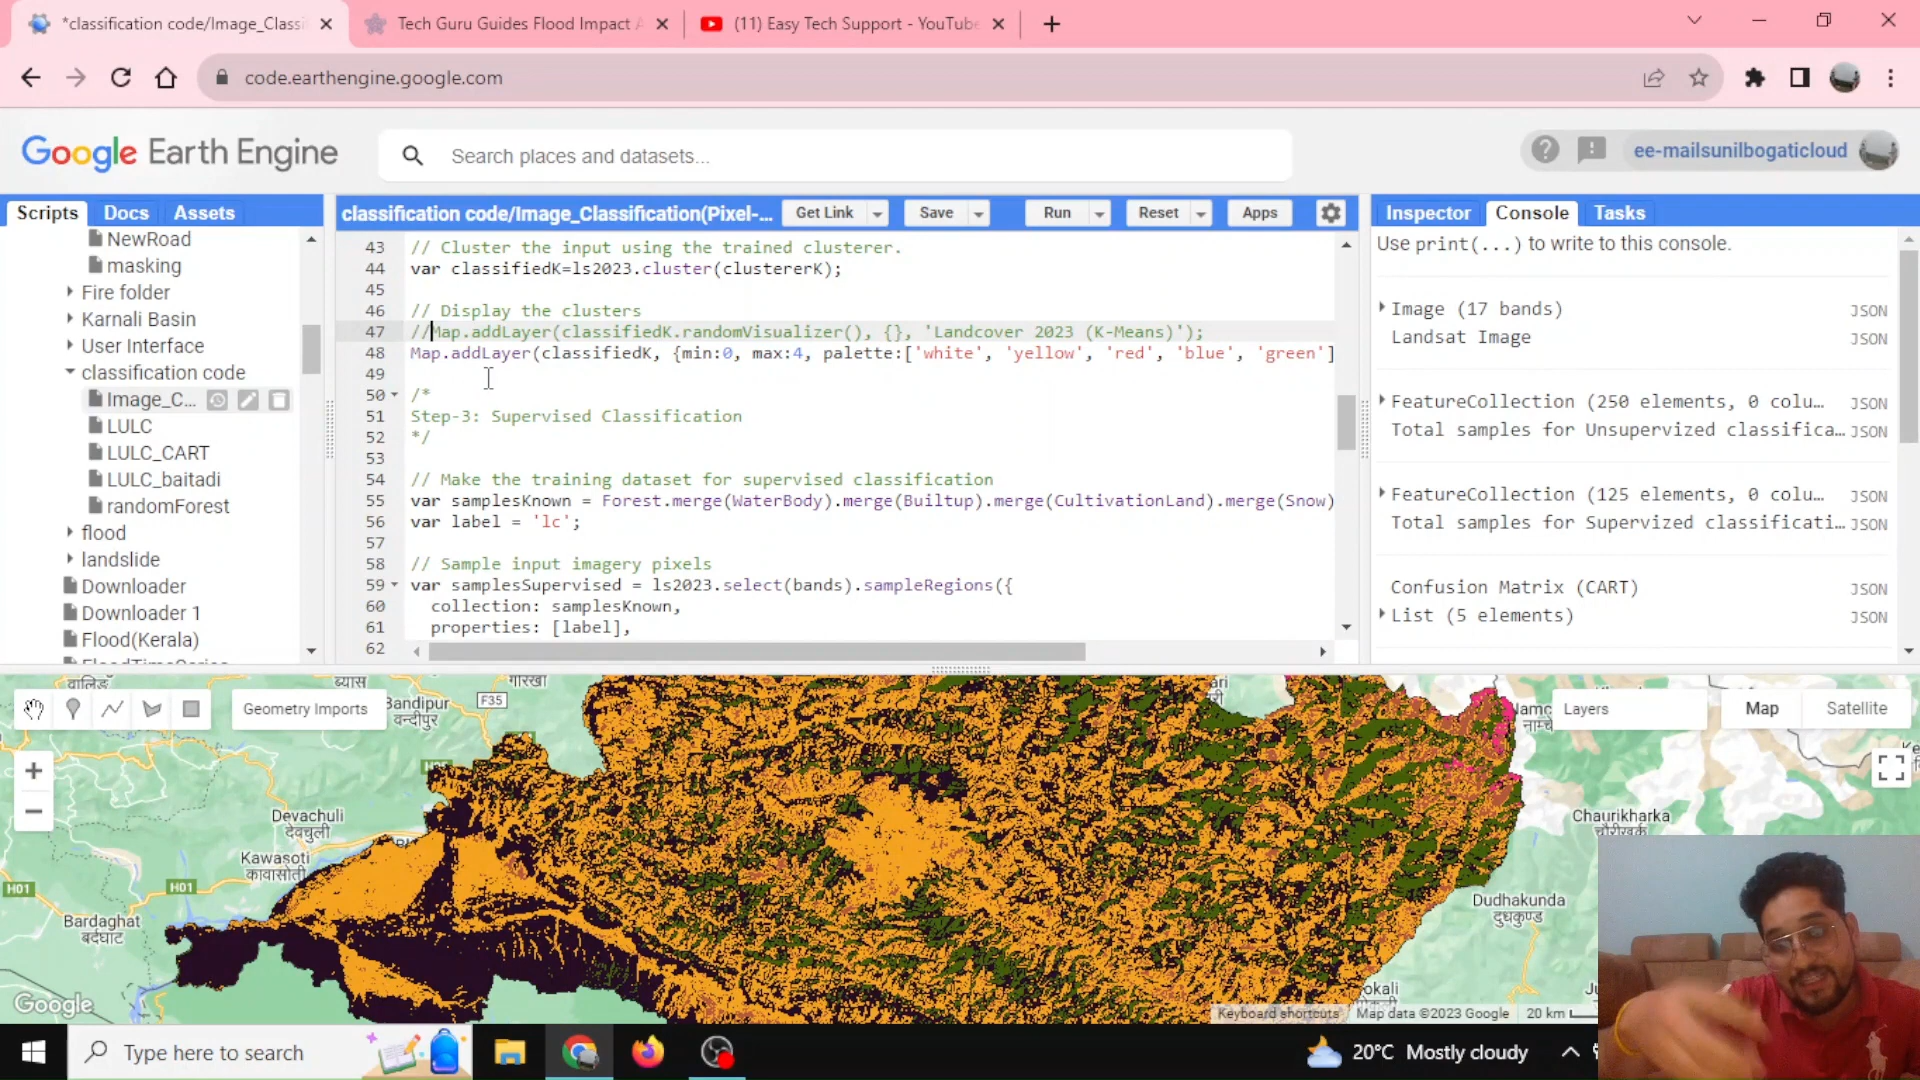 *classification code/Image_Classi
Tech Guru Guides Flood Impact A
(11) Easy Tech Support - YouTube
code.earthengine.google.com
Google Earth Engine
Search places and datasets...
ee-mailsunilbogaticloud
Scripts
Docs
Assets
NewRoad
masking
Fire folder
Karnali Basin
User Interface
classification code
Image_C...
LULC
LULC_CART
LULC_baitadi
randomForest
flood
landslide
Downloader
Downloader 1
Flood(Kerala)
classification code/Image_Classification(Pixel-...
Get Link
Save
Run
Reset
Apps
43 // Cluster the input using the trained clusterer.
44 var classifiedK=ls2023.cluster(clustererK);
45
46 // Display the clusters
47 //Map.addLayer(classifiedK.randomVisualizer(), {}, 'Landcover 2023 (K-Means)');
48 Map.addLayer(classifiedK, {min:0, max:4, palette:['white', 'yellow', 'red', 'blue', 'green']
49
50 /*
51 Step-3: Supervised Classification
52 */
53
54 // Make the training dataset for supervised classification
55 var samplesKnown = Forest.merge(WaterBody).merge(Builtup).merge(CultivationLand).merge(Snow)
56 var label = 'lc';
57
58 // Sample input imagery pixels
59 var samplesSupervised = ls2023.select(bands).sampleRegions({
60 collection: samplesKnown,
61 properties: [label],
62
Inspector
Console
Tasks
Use print(...) to write to this console.
Image (17 bands) JSON
Landsat Image JSON
FeatureCollection (250 elements, 0 colu... JSON
Total samples for Unsupervized classifica... JSON
FeatureCollection (125 elements, 0 colu... JSON
Total samples for Supervized classificati... JSON
Confusion Matrix (CART) JSON
List (5 elements) JSON
Geometry Imports
Layers
Map
Satellite
ब्यास
Bandipur
वन्दीपुर
F35
Devachuli
देवचुली
Kawasoti
कावासोती
H01
H01
Bardaghat
बर्दघाट
Chaurikharka
Dudhakunda
दुधकुण्ड
Google
Keyboard shortcuts
Map data ©2023 Google
20 km
Type here to search
20°C Mostly cloudy